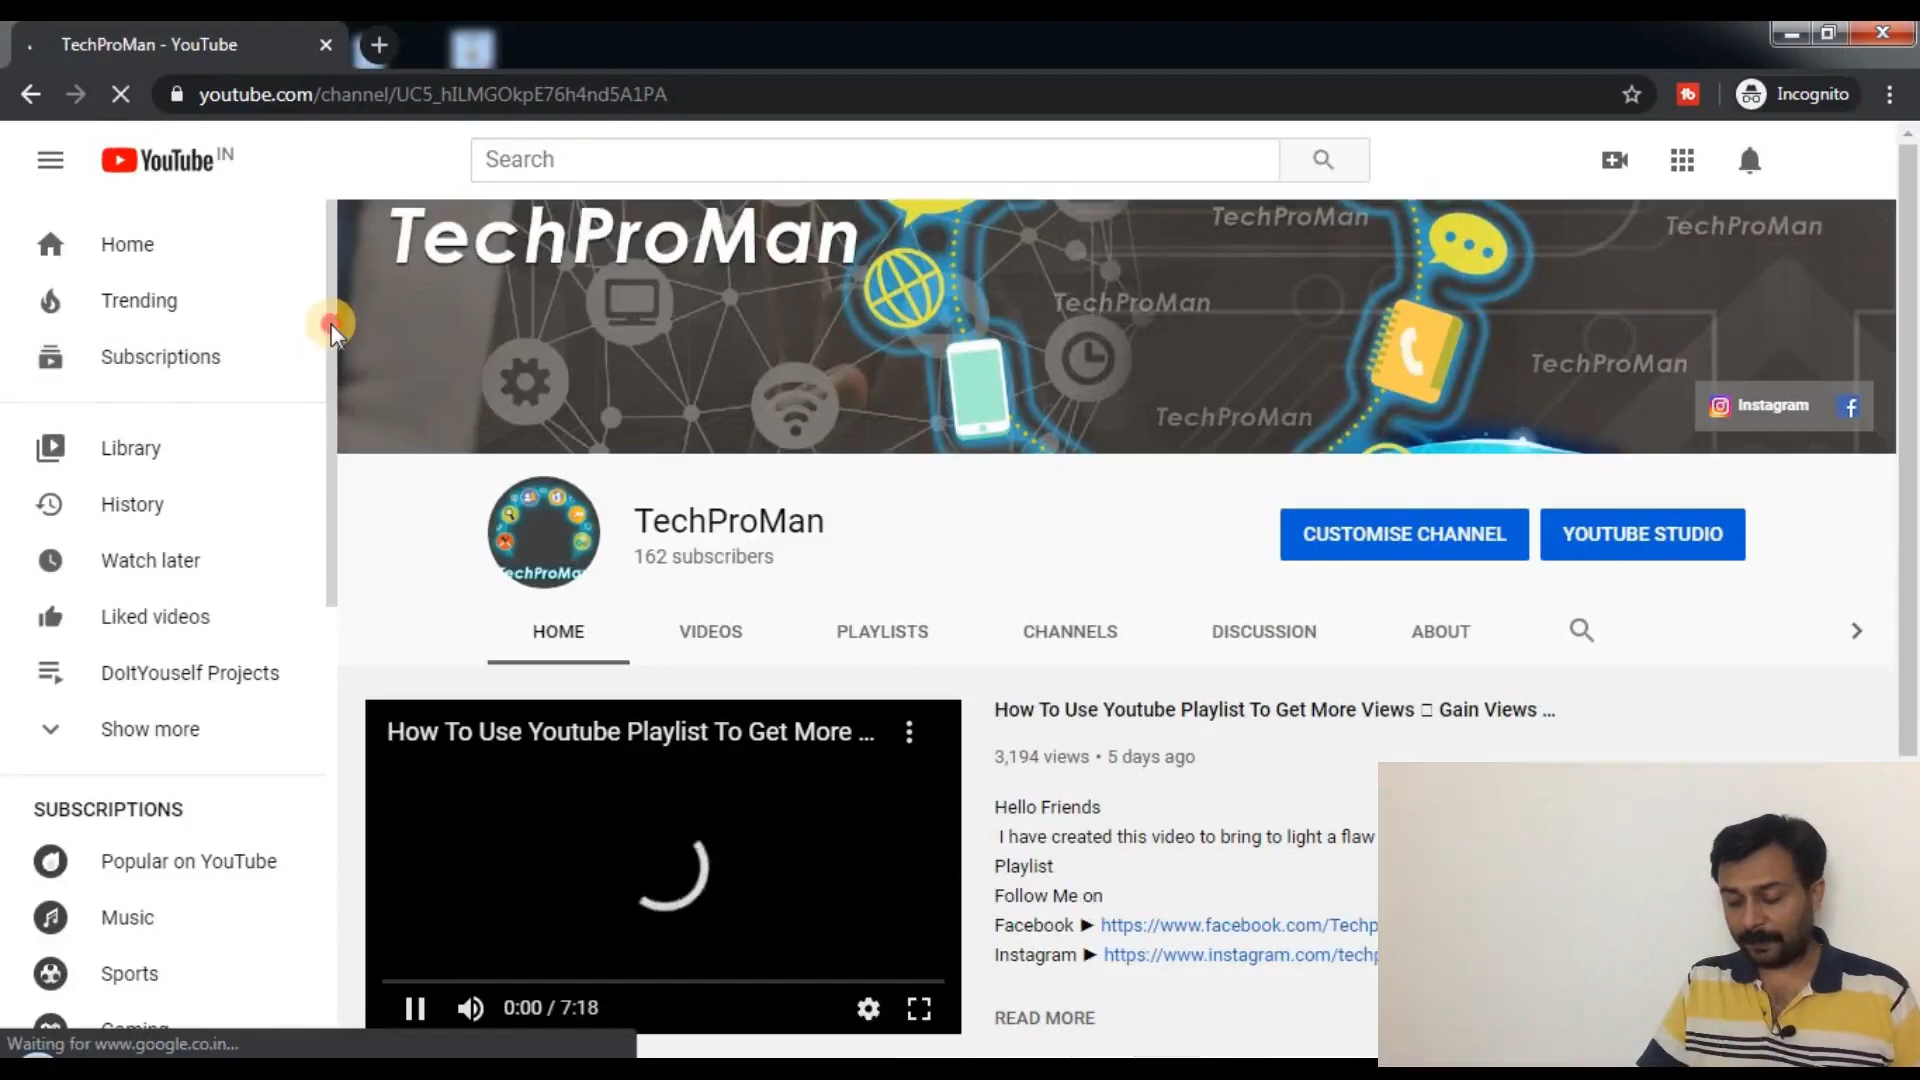 TechProMan - YouTube
youtube.com/channel/UC5_hILMGOkpE76h4nd5A1PA
Incognito
YouTube IN
Search
Home
Trending
Subscriptions
Library
History
Watch later
Liked videos
DoItYouself Projects
Show more
SUBSCRIPTIONS
Popular on YouTube
Music
Sports
Gaming
TechProMan
TechProMan
TechProMan
TechProMan
TechProMan
TechProMan
Instagram
TechProMan
TechProMan
162 subscribers
CUSTOMISE CHANNEL
YOUTUBE STUDIO
HOME
VIDEOS
PLAYLISTS
CHANNELS
DISCUSSION
ABOUT
How To Use Youtube Playlist To Get More ...
0:00 / 7:18
How To Use Youtube Playlist To Get More Views □ Gain Views ...
3,194 views • 5 days ago
Hello Friends
I have created this video to bring to light a flaw
Playlist
Follow Me on
Facebook ► https://www.facebook.com/Techp
Instagram ► https://www.instagram.com/techp
READ MORE
Waiting for www.google.co.in...